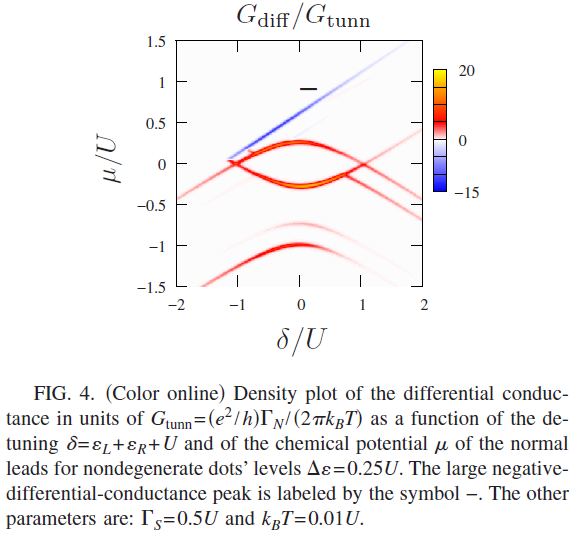 G_diff/G_tunn
1.5
1
0.5
0
−0.5
−1
−1.5
μ/U
−
−2
−1
0
1
2
δ/U
20
0
−15
FIG. 4. (Color online) Density plot of the differential conduc-
tance in units of G_tunn=(e²/h)Γ_N/(2πk_BT) as a function of the de-
tuning δ=ε_L+ε_R+U and of the chemical potential μ of the normal
leads for nondegenerate dots' levels Δε=0.25U. The large negative-
differential-conductance peak is labeled by the symbol −. The other
parameters are: Γ_S=0.5U and k_BT=0.01U.